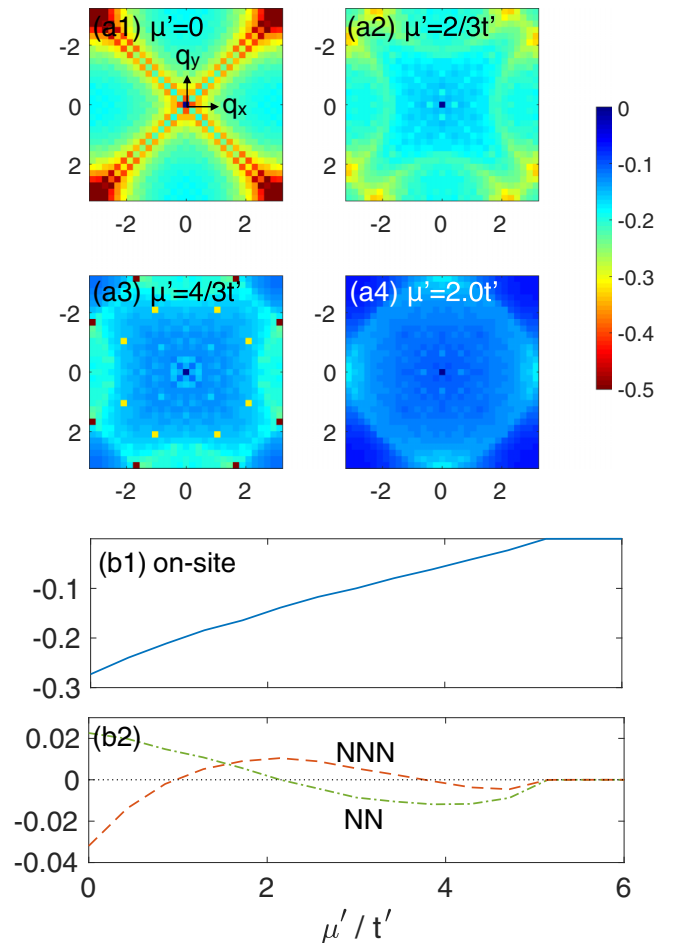 (a1) μ'=0
(a2) μ'=2/3t'
-2
0
2
q_y
q_x
-2
0
2
-2 0 2
-2 0 2
0
-0.1
-0.2
-0.3
-0.4
-0.5
(a3) μ'=4/3t'
(a4) μ'=2.0t'
-2
0
2
-2
0
2
-2 0 2
-2 0 2
(b1) on-site
-0.1
-0.2
-0.3
(b2)
NNN
NN
0.02
0
-0.02
-0.04
0 2 4 6
μ′ / t′